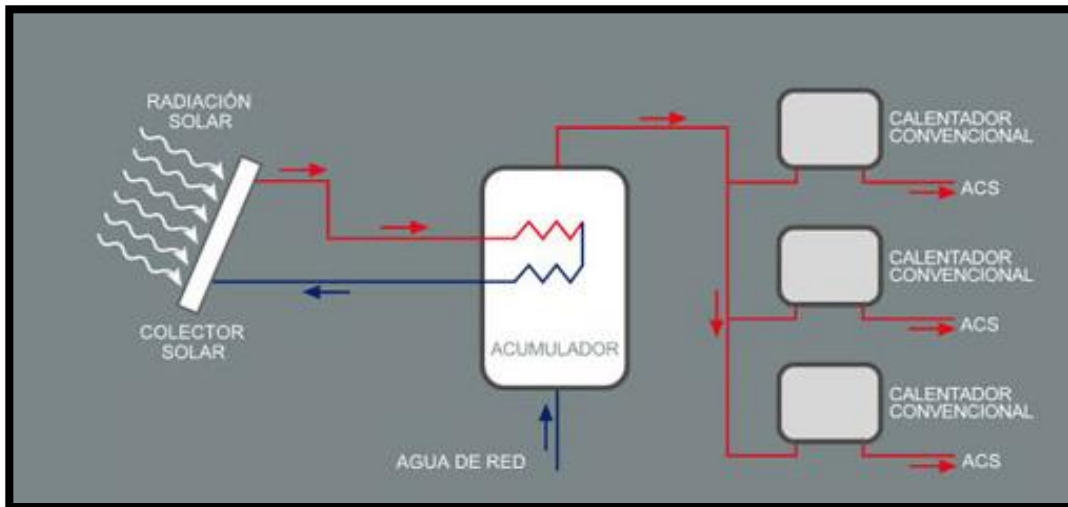 RADIACIÓN
SOLAR
COLECTOR
SOLAR
ACUMULADOR
AGUA DE RED
CALENTADOR
CONVENCIONAL
ACS
CALENTADOR
CONVENCIONAL
ACS
CALENTADOR
CONVENCIONAL
ACS